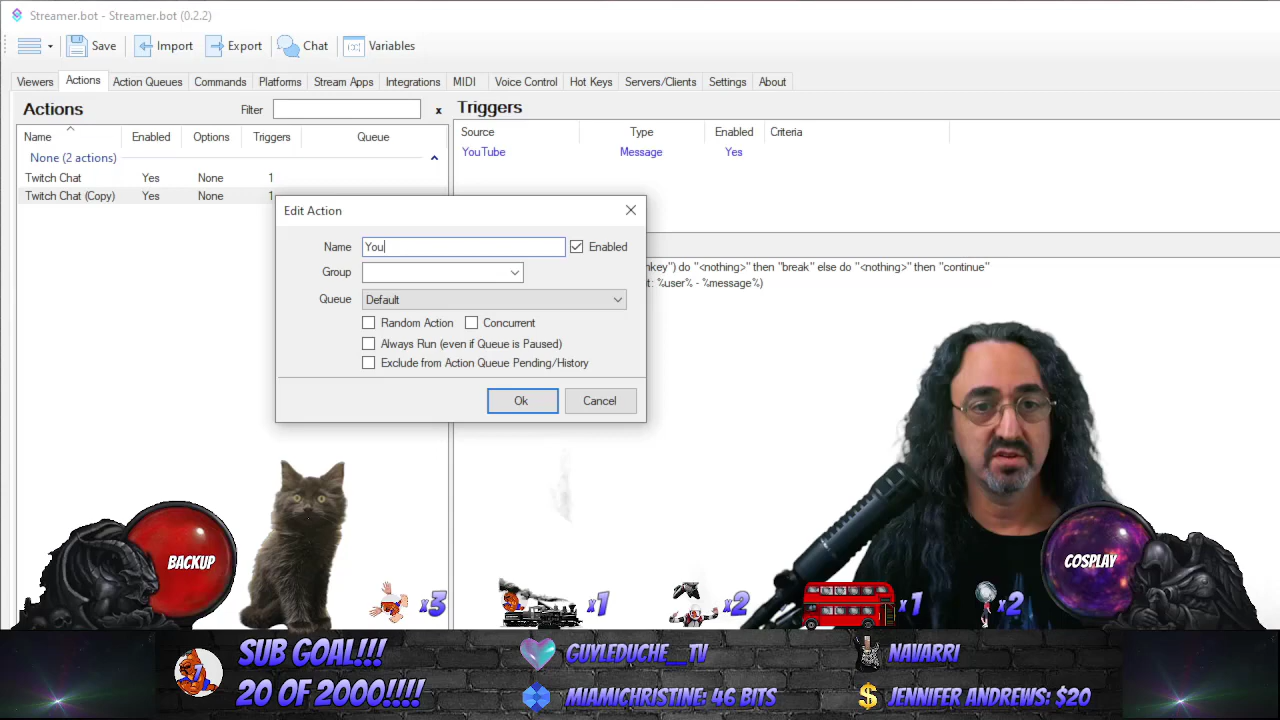 Streamer.bot - Streamer.bot (0.2.2)
Save Import Export Chat Variables
Viewers Actions Action Queues Commands Platforms Stream Apps Integrations MIDI Voice Control Hot Keys Servers/Clients Settings About
Actions Filter x Triggers
Name Enabled Options Triggers Queue Source Type Enabled Criteria
None (2 actions) YouTube Message Yes
Twitch Chat Yes None 1
Twitch Chat (Copy) Yes None 1
Edit Action
Name You Enabled
nkey") do "<nothing>" then "break" else do "<nothing>" then "continue"
Group
t: %user% - %message%)
Queue Default
Random Action Concurrent
Always Run (even if Queue is Paused)
Exclude from Action Queue Pending/History
Ok Cancel
BACKUP COSPLAY
x3 x1 x2 x1 x2
SUB GOAL!!! GUYLEDUCHE__TV NAVARRI
20 OF 2000!!!! MIAMICHRISTINE: 46 BITS JENNIFER ANDREWS: $20